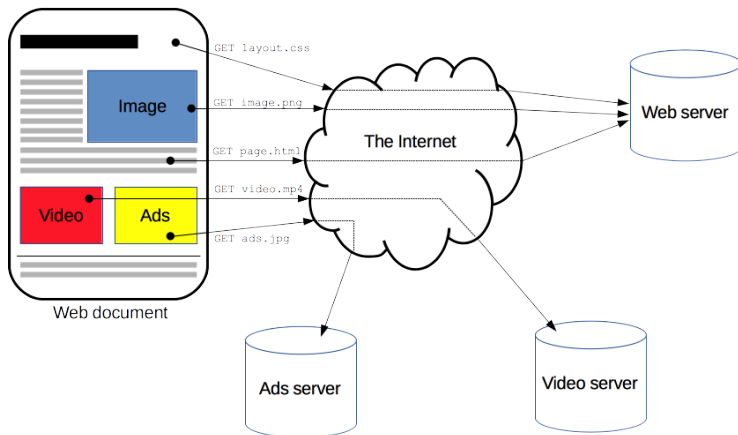 GET layout.css
Image
GET image.png
The Internet
Web server
GET page.html
Video
Ads
GET video.mp4
GET ads.jpg
Web document
Ads server
Video server